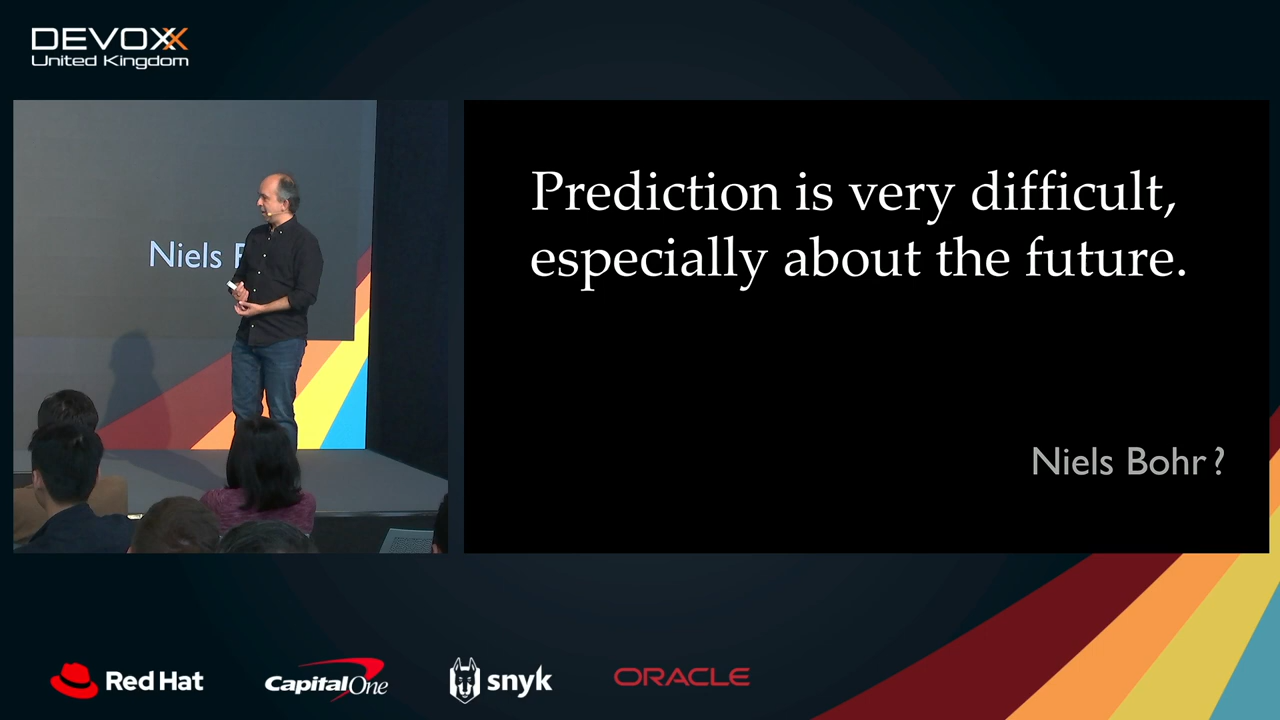 DEVOXX
United Kingdom
Niels
Prediction is very difficult,
especially about the future.
Niels Bohr?
Red Hat
Capital One
snyk
ORACLE